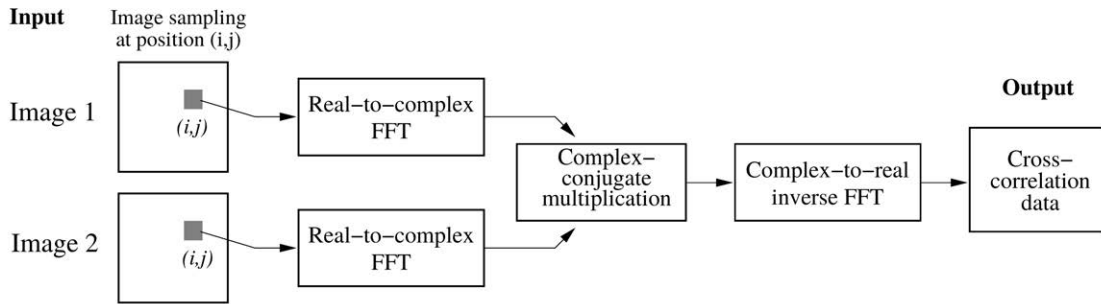 Input
Image sampling
at position (i,j)
Image 1
(i,j)
Real-to-complex
FFT
Image 2
(i,j)
Real-to-complex
FFT
Complex-
conjugate
multiplication
Complex-to-real
inverse FFT
Output
Cross-
correlation
data